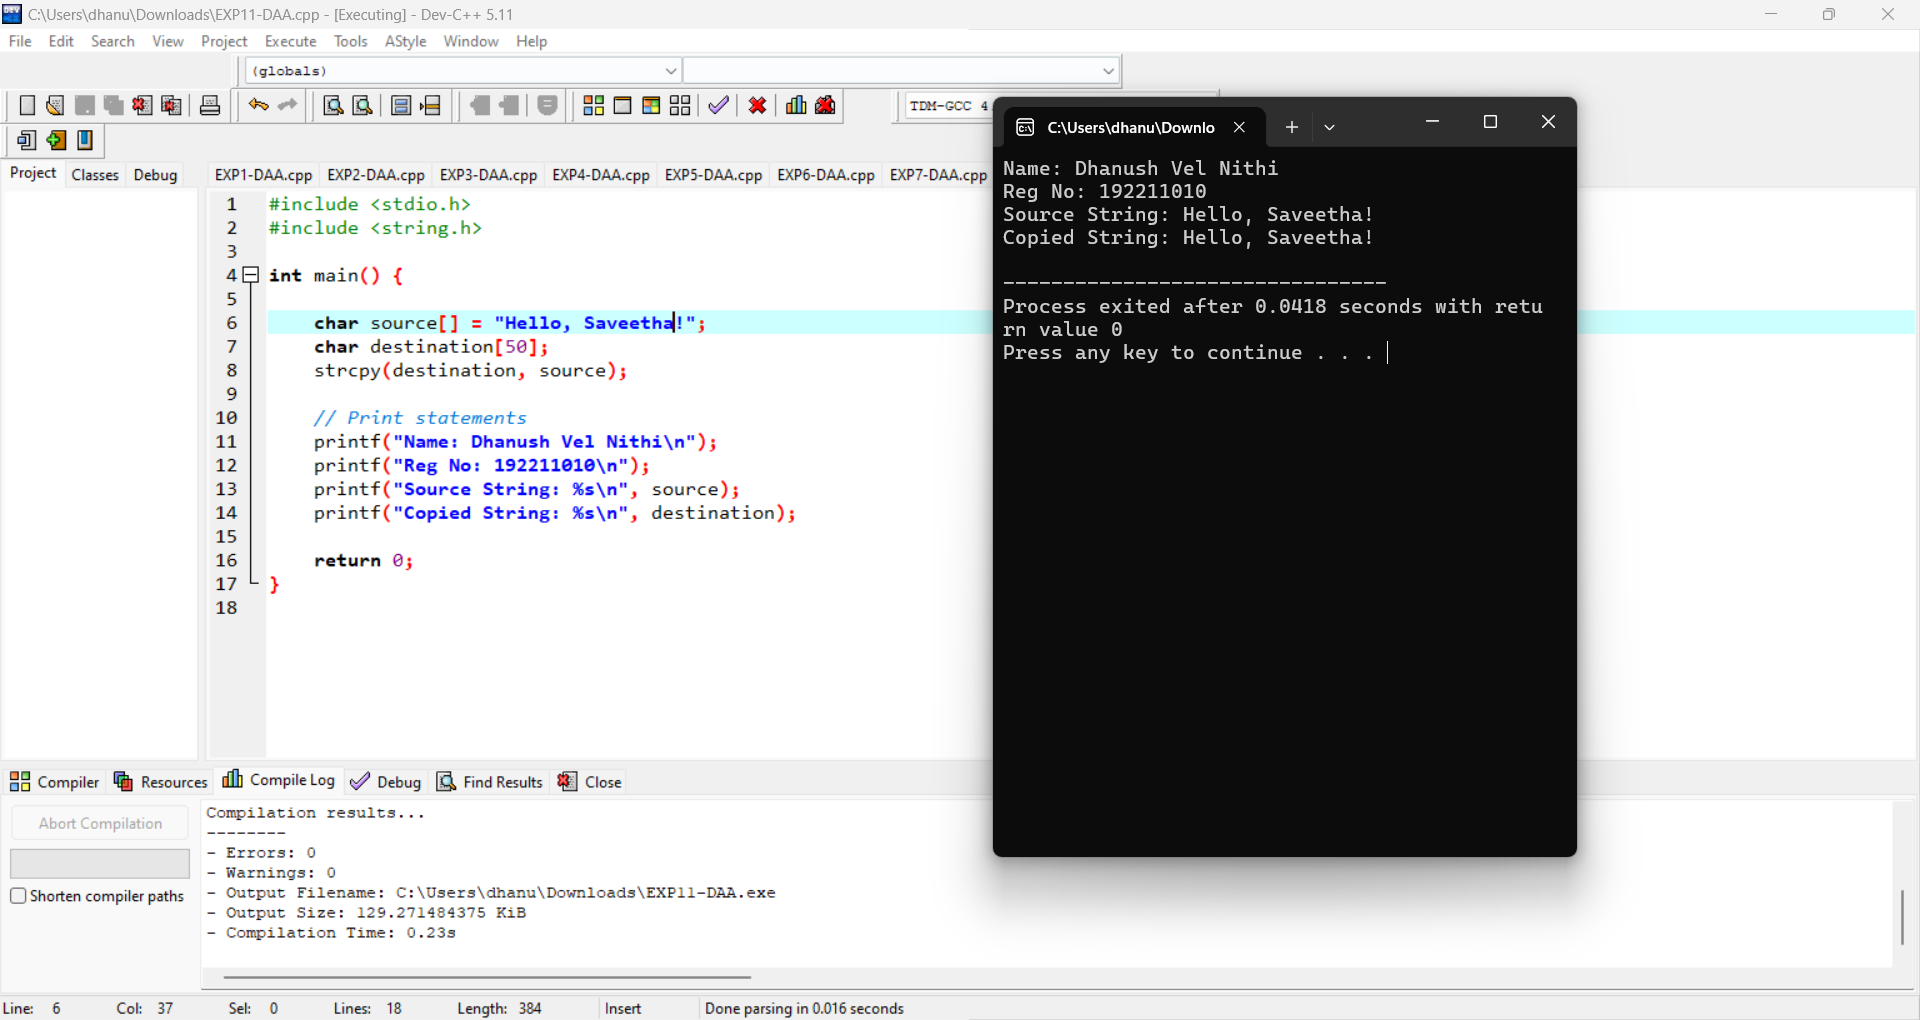 C:\Users\dhanu\Downloads\EXP11-DAA.cpp - [Executing] - Dev-C++ 5.11
File Edit Search View Project Execute Tools AStyle Window Help
(globals)
TDM-GCC 4
Project Classes Debug
EXP1-DAA.cpp EXP2-DAA.cpp EXP3-DAA.cpp EXP4-DAA.cpp EXP5-DAA.cpp EXP6-DAA.cpp EXP7-DAA.cpp
1 #include <stdio.h>
2 #include <string.h>
3
4 int main() {
5
6 char source[] = "Hello, Saveetha!";
7 char destination[50];
8 strcpy(destination, source);
9
10 // Print statements
11 printf("Name: Dhanush Vel Nithi\n");
12 printf("Reg No: 192211010\n");
13 printf("Source String: %s\n", source);
14 printf("Copied String: %s\n", destination);
15
16 return 0;
17 }
18
C:\Users\dhanu\Downlo
Name: Dhanush Vel Nithi
Reg No: 192211010
Source String: Hello, Saveetha!
Copied String: Hello, Saveetha!
--------------------------------
Process exited after 0.0418 seconds with retu
rn value 0
Press any key to continue . . .
Compiler Resources Compile Log Debug Find Results Close
Abort Compilation
Shorten compiler paths
Compilation results...
--------
- Errors: 0
- Warnings: 0
- Output Filename: C:\Users\dhanu\Downloads\EXP11-DAA.exe
- Output Size: 129.271484375 KiB
- Compilation Time: 0.23s
Line: 6 Col: 37 Sel: 0 Lines: 18 Length: 384 Insert Done parsing in 0.016 seconds